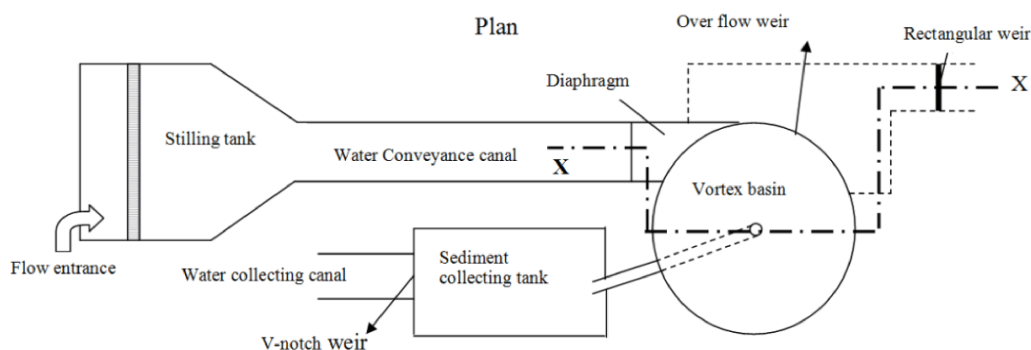 Plan
Over flow weir
Rectangular weir
Diaphragm
X
Stilling tank
Water Conveyance canal
X
Vortex basin
Flow entrance
Water collecting canal
Sediment
collecting tank
V-notch weir